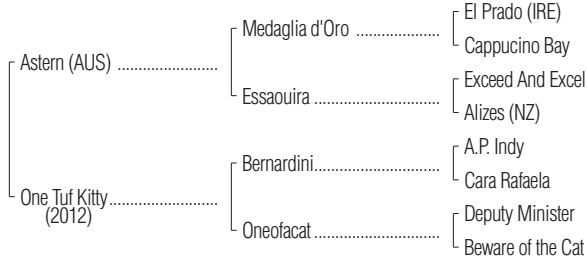 El Prado (IRE)
Medaglia d'Oro ....................
Cappucino Bay
Astern (AUS) ........................
Exceed And Excel
Essaouira ..............................
Alizes (NZ)
A.P. Indy
Bernardini..............................
Cara Rafaela
One Tuf Kitty..........................
(2012)
Deputy Minister
Oneofacat ..............................
Beware of the Cat